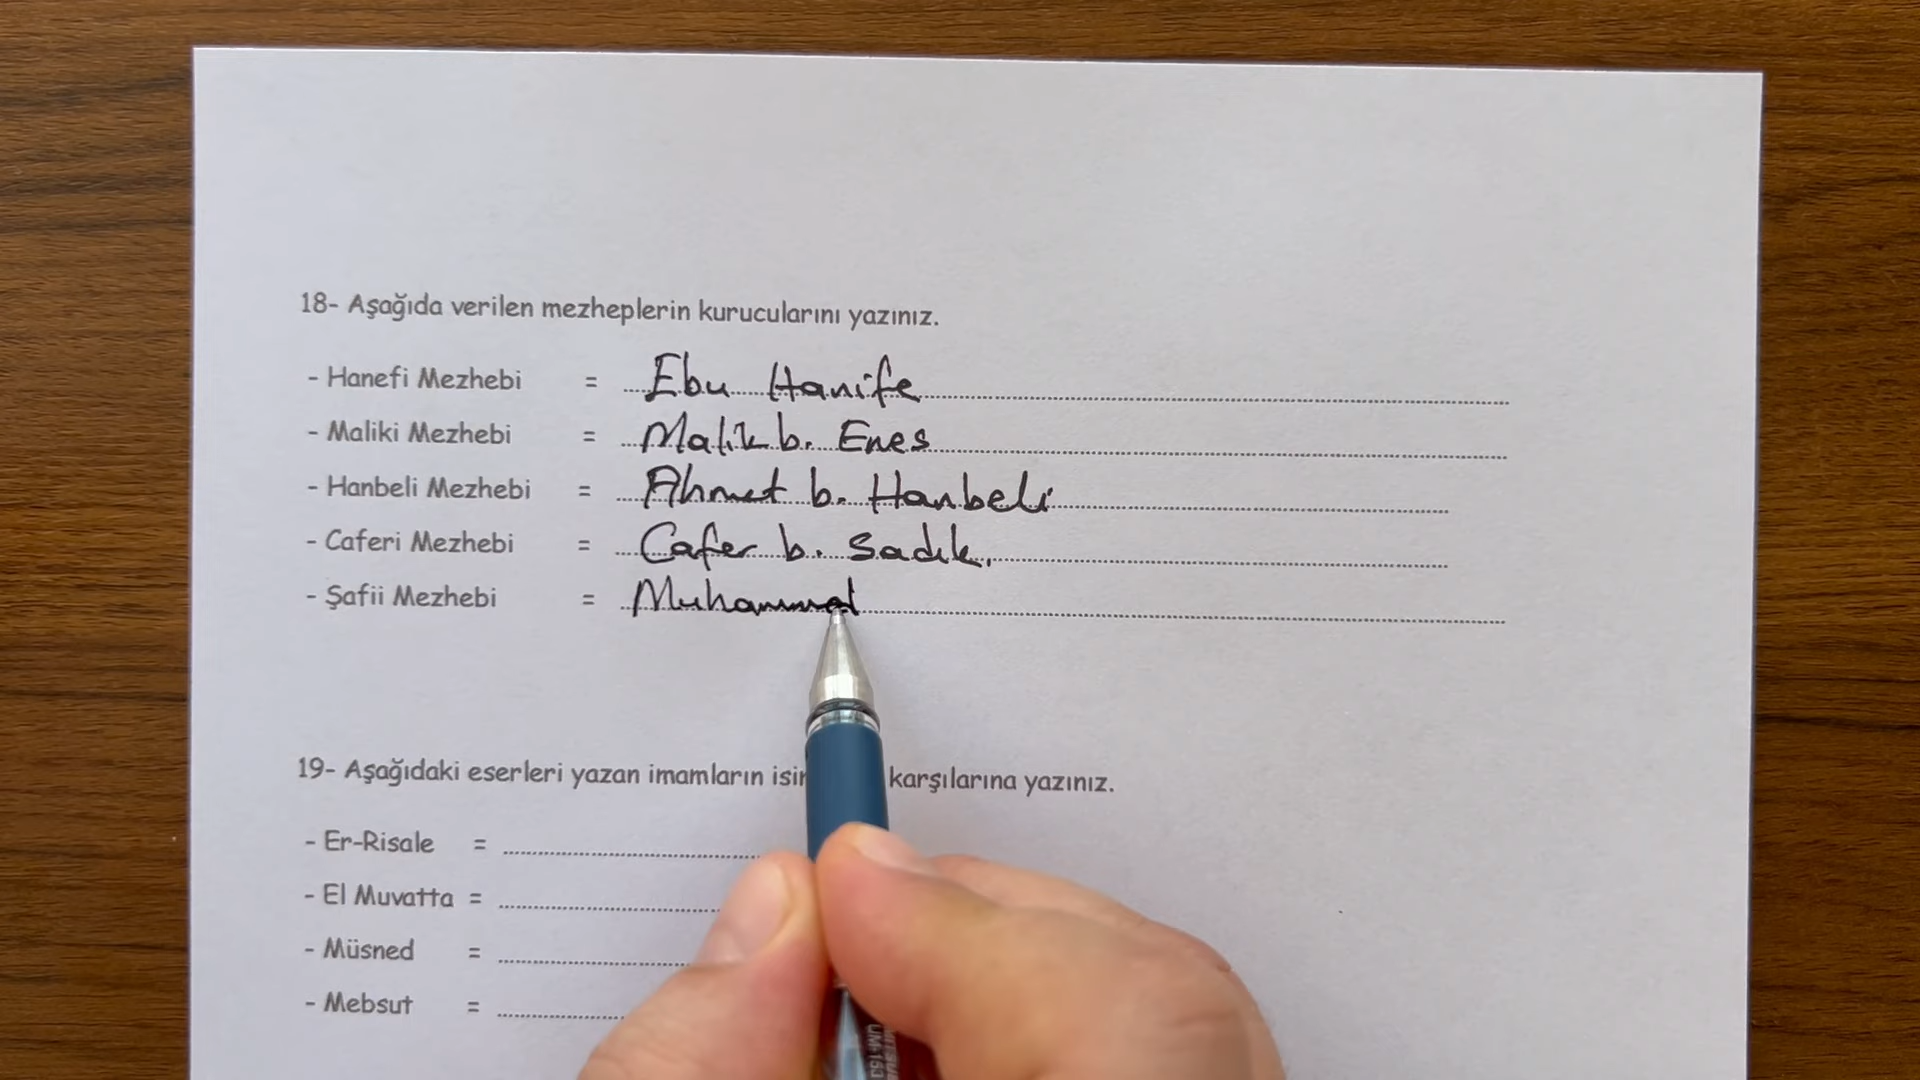 18- Aşağıda verilen mezheplerin kurucularını yazınız.
- Hanefi Mezhebi = Ebu Hanife
- Maliki Mezhebi = Malik b. Enes
- Hanbeli Mezhebi = Ahmet b. Hanbeli
- Caferi Mezhebi = Cafer b. Sadık.
- Şafii Mezhebi = Muhammed
19- Aşağıdaki eserleri yazan imamların karşılarına yazınız.
- Er-Risale =
- El Muvatta =
- Müsned =
- Mebsut =